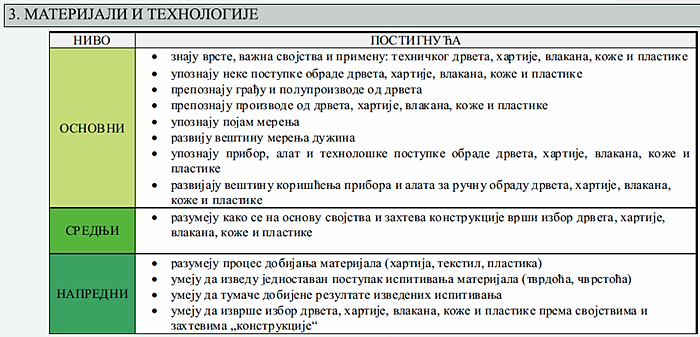 3. МАТЕРИЈАЛИ И ТЕХНОЛОГИЈЕ
НИВО ПОСТИГНУЋА
ОСНОВНИ
• знају врсте, важна својства и примену: техничког дрвета, хартије, влакана, коже и пластике
• упознају неке поступке обраде дрвета, хартије, влакана, коже и пластике
• препознају грађу и полупроизводе од дрвета
• препознају производе од дрвета, хартије, влакана, коже и пластике
• упознају појам мерења
• развију вештину мерења дужина
• упознају прибор, алат и технолошке поступке обраде дрвета, хартије, влакана, коже и
пластике
• развијају вештину коришћења прибора и алата за ручну обраду дрвета, хартије, влакана,
коже и пластике
СРЕДЊИ
• разумеју како се на основу својства и захтева конструкције врши избор дрвета, хартије,
влакана, коже и пластике
НАПРЕДНИ
• разумеју процес добијања материјала (хартија, текстил, пластика)
• умеју да изведу једноставан поступак испитивања материјала (тврдоћа, чврстоћа)
• умеју да тумаче добијене резултате изведених испитивања
• умеју да изврше избор дрвета, хартије, влакана, коже и пластике према својствима и
захтевима „конструкције“